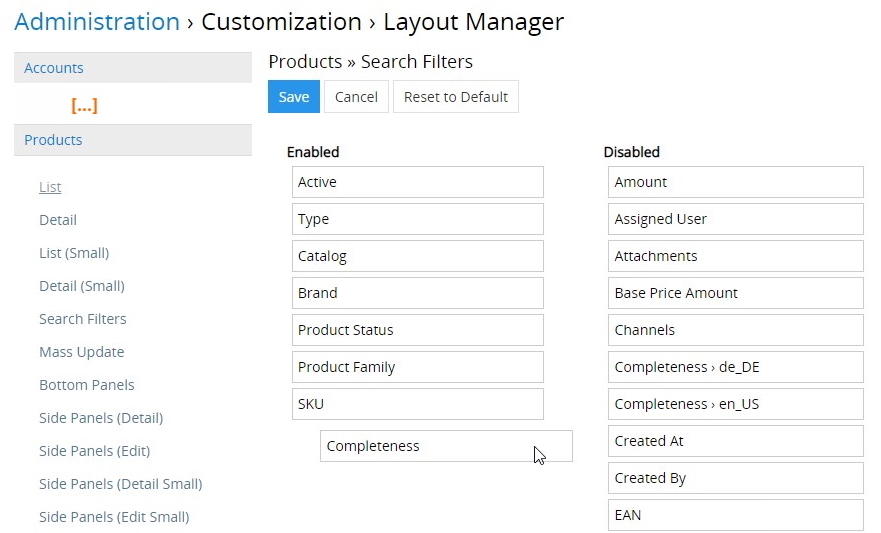 Administration › Customization › Layout Manager
Accounts
[...]
Products
List
Detail
List (Small)
Detail (Small)
Search Filters
Mass Update
Bottom Panels
Side Panels (Detail)
Side Panels (Edit)
Side Panels (Detail Small)
Side Panels (Edit Small)
Products » Search Filters
Save Cancel Reset to Default
Enabled
Active
Type
Catalog
Brand
Product Status
Product Family
SKU
Completeness
Disabled
Amount
Assigned User
Attachments
Base Price Amount
Channels
Completeness › de_DE
Completeness › en_US
Created At
Created By
EAN